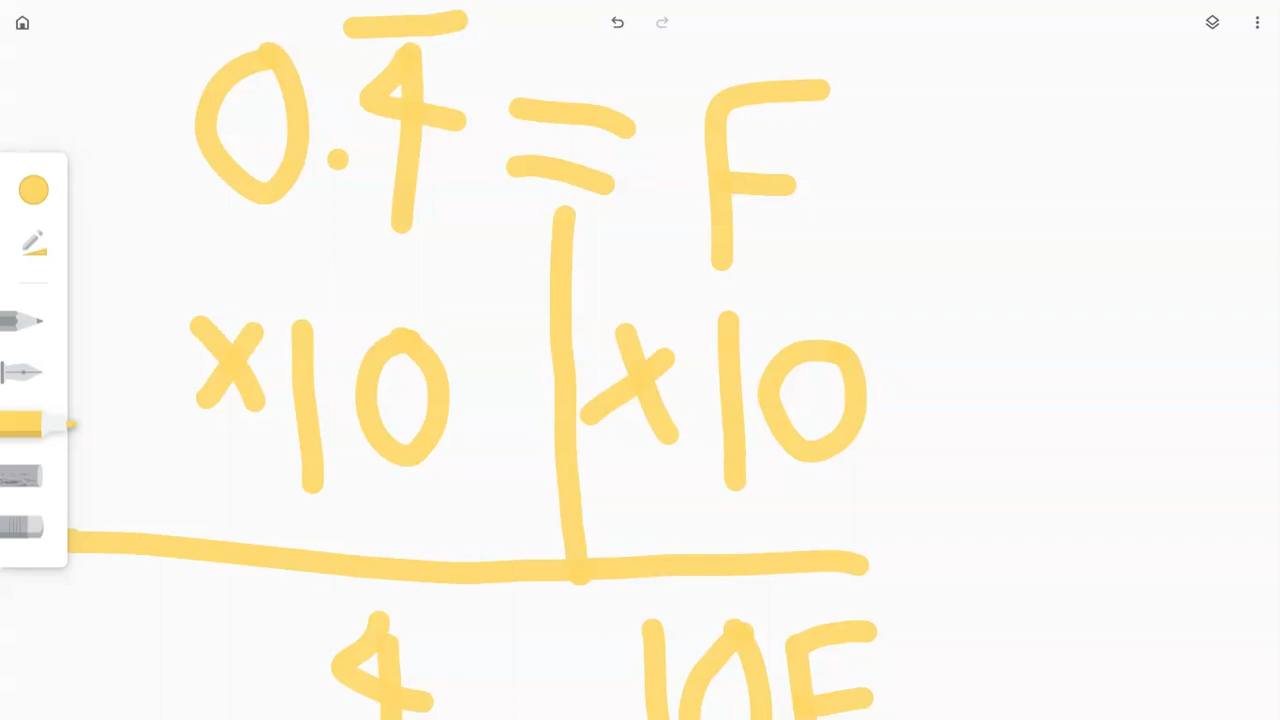 0.4̅ = F
×10 | ×10
4 10F